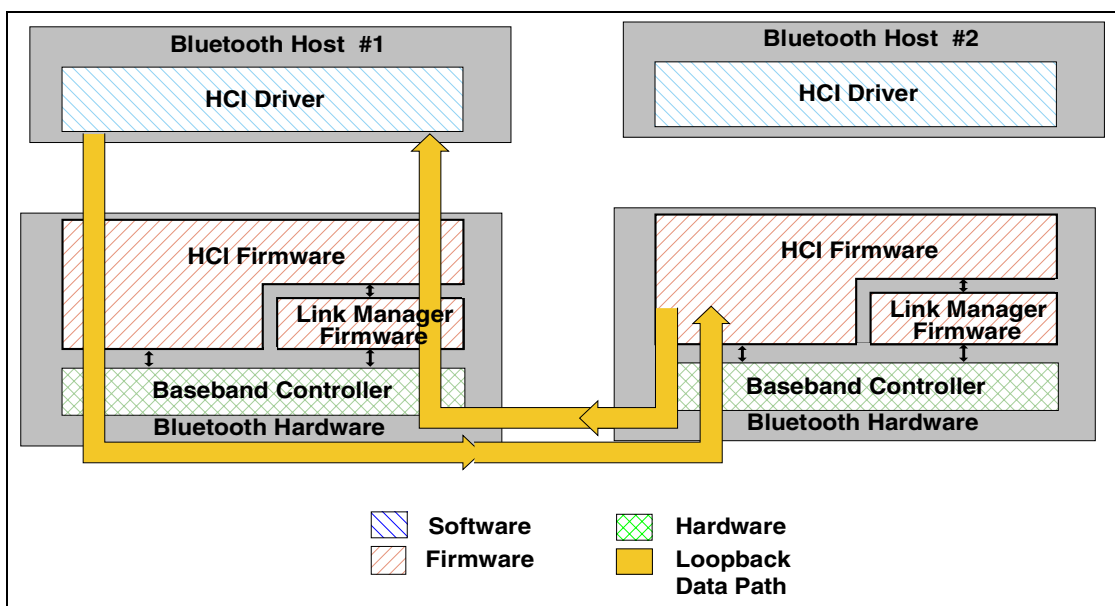 Bluetooth Host #1
HCI Driver
Bluetooth Host #2
HCI Driver
HCI Firmware
Link Manager
Firmware
Baseband Controller
Bluetooth Hardware
HCI Firmware
Link Manager
Firmware
Baseband Controller
Bluetooth Hardware
Software
Firmware
Hardware
Loopback
Data Path